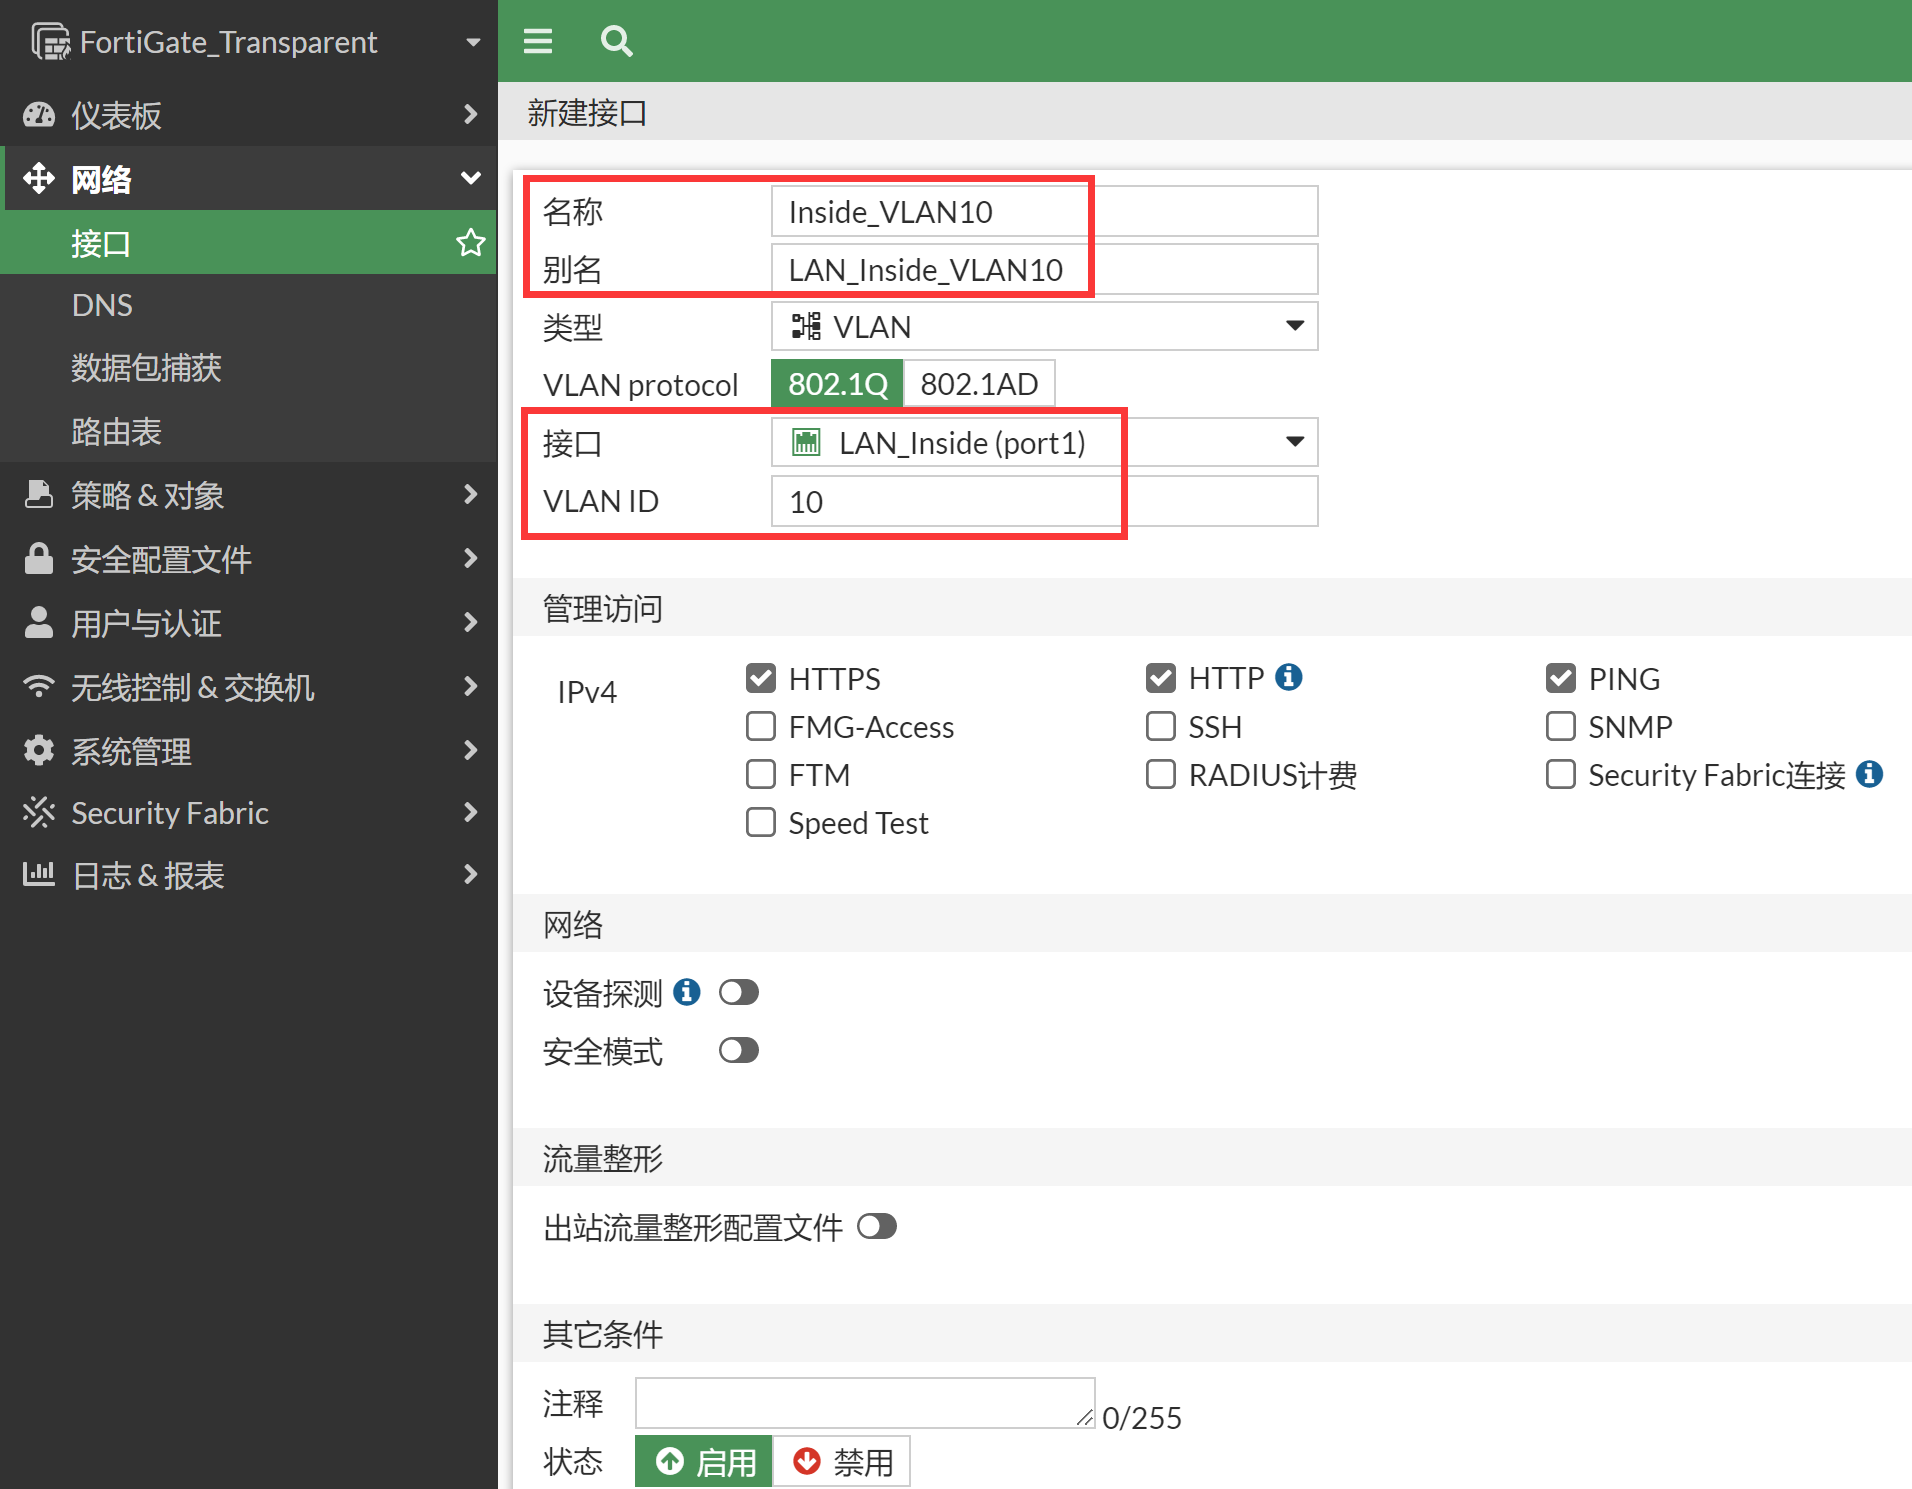 FortiGate_Transparent
仪表板
网络
接口
DNS
数据包捕获
路由表
策略 & 对象
安全配置文件
用户与认证
无线控制 & 交换机
系统管理
Security Fabric
日志 & 报表
新建接口
名称 Inside_VLAN10
别名 LAN_Inside_VLAN10
类型 VLAN
VLAN protocol 802.1Q 802.1AD
接口 LAN_Inside (port1)
VLAN ID 10
管理访问
IPv4 HTTPS HTTP PING
FMG-Access SSH SNMP
FTM RADIUS计费 Security Fabric连接
Speed Test
网络
设备探测
安全模式
流量整形
出站流量整形配置文件
其它条件
注释 0/255
状态 启用 禁用